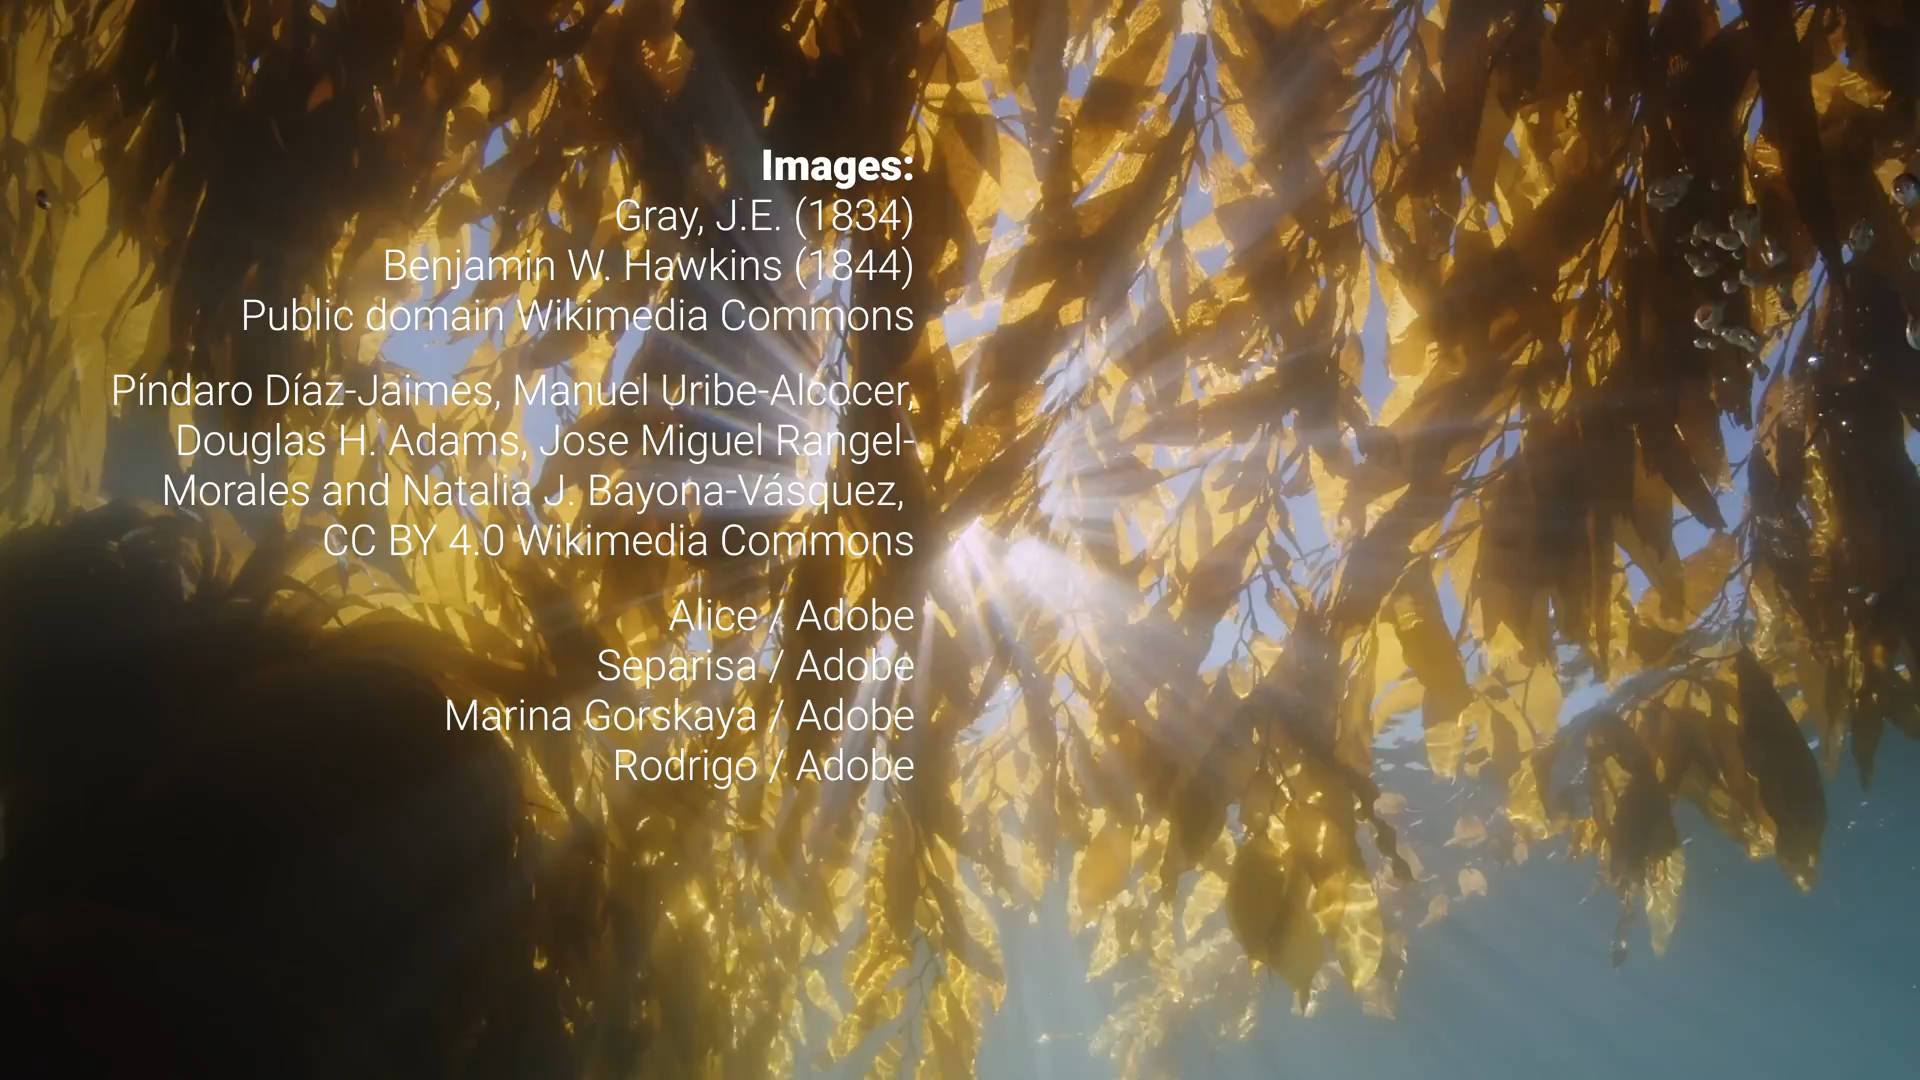 Images:
Gray, J.E. (1834)
Benjamin W. Hawkins (1844)
Public domain Wikimedia Commons
Píndaro Díaz-Jaimes, Manuel Uribe-Alcocer,
Douglas H. Adams, Jose Miguel Rangel-
Morales and Natalia J. Bayona-Vásquez,
CC BY 4.0 Wikimedia Commons
Alice / Adobe
Separisa / Adobe
Marina Gorskaya / Adobe
Rodrigo / Adobe